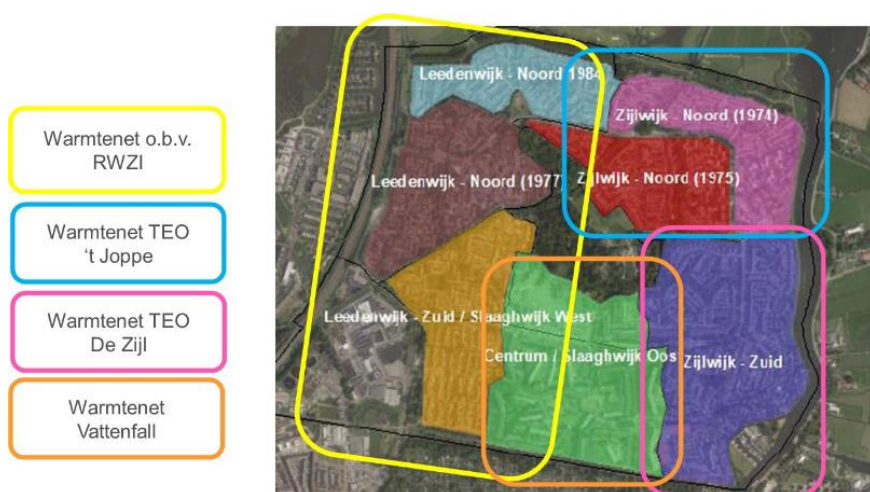 Warmtenet o.b.v.
RWZI
Warmtenet TEO
‘t Joppe
Warmtenet TEO
De Zijl
Warmtenet
Vattenfall
Leedenwijk - Noord 1984
Zijlwijk - Noord (1974)
Leedenwijk - Noord (1977)
Zijlwijk - Noord (1975)
Leedenwijk - Zuid / Slaaghwijk West
Centrum / Slaaghwijk Oos
Zijlwijk - Zuid